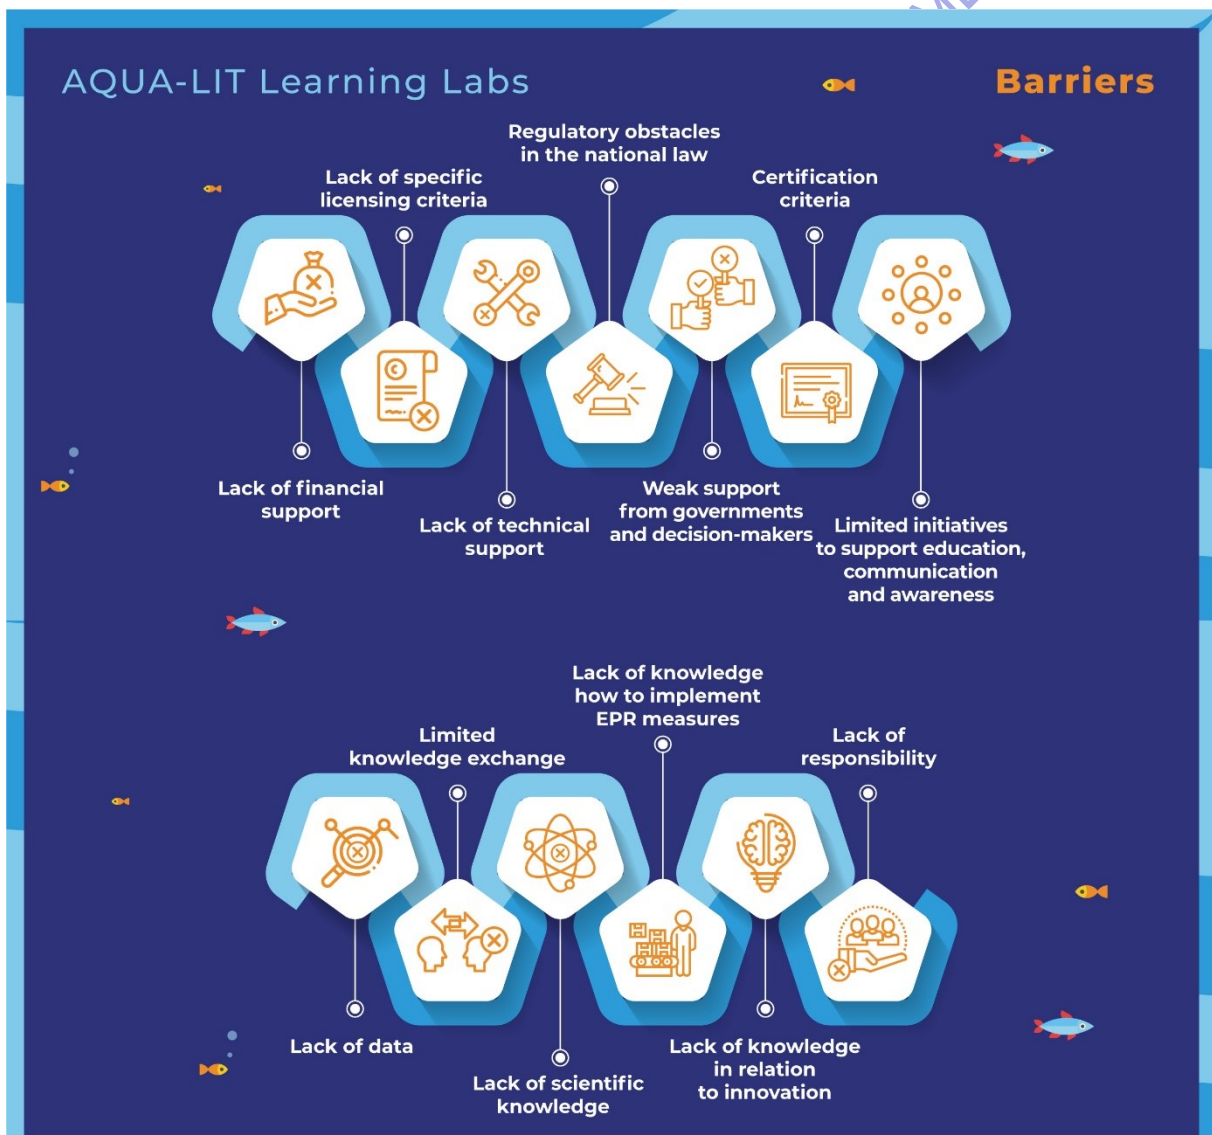 AQUA-LIT Learning Labs
Barriers
Regulatory obstacles
in the national law
Lack of specific
licensing criteria
Certification
criteria
Lack of financial
support
Lack of technical
support
Weak support
from governments
and decision-makers
Limited initiatives
to support education,
communication
and awareness
Lack of knowledge
how to implement
EPR measures
Limited
knowledge exchange
Lack of
responsibility
Lack of data
Lack of scientific
knowledge
Lack of knowledge
in relation
to innovation